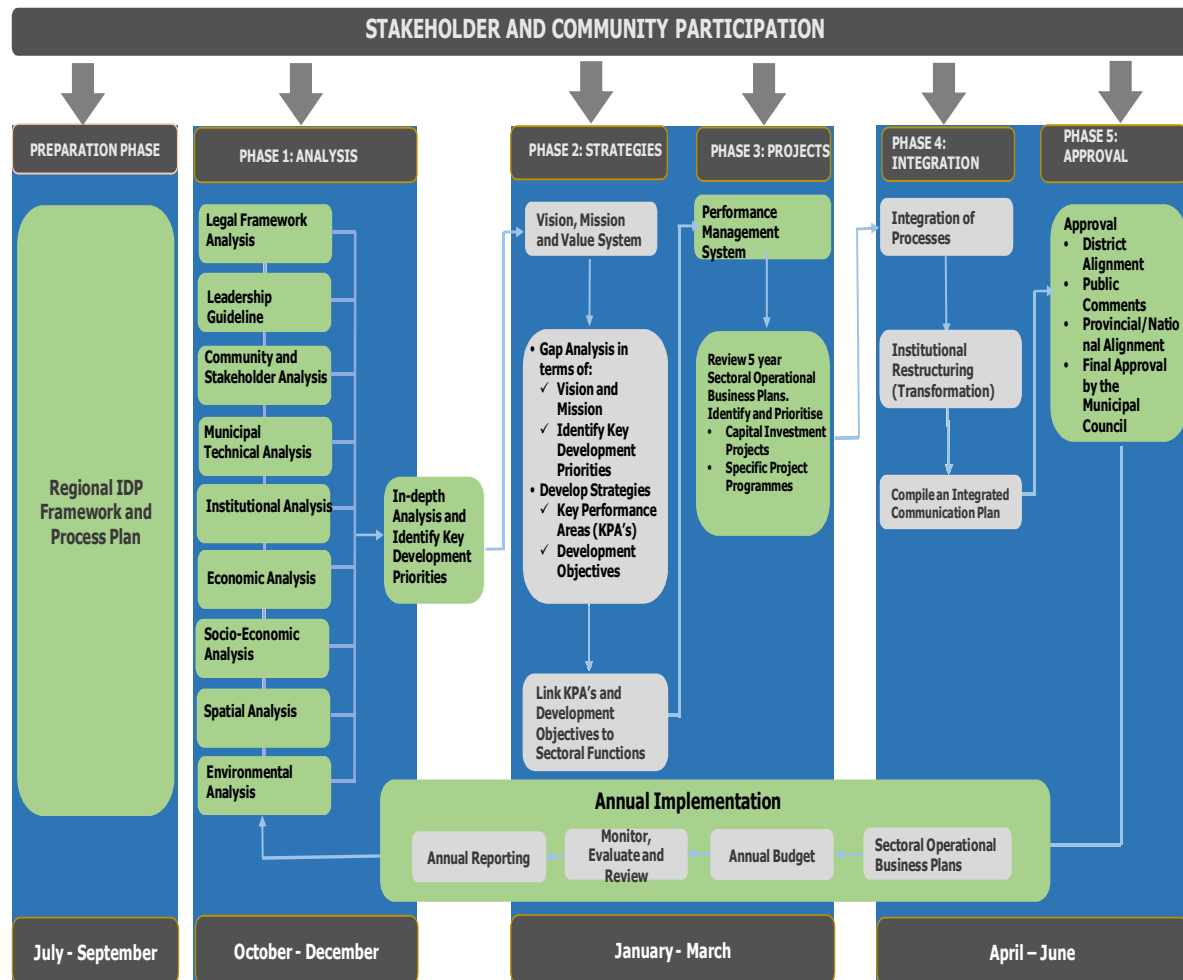 STAKEHOLDER AND COMMUNITY PARTICIPATION
PREPARATION PHASE
Regional IDP
Framework and
Process Plan
July - September
PHASE 1: ANALYSIS
Legal Framework
Analysis
Leadership
Guideline
Community and
Stakeholder Analysis
Municipal
Technical Analysis
Institutional Analysis
Economic Analysis
Socio-Economic
Analysis
Spatial Analysis
Environmental
Analysis
In-depth
Analysis and
Identify Key
Development
Priorities
October - December
PHASE 2: STRATEGIES
Vision, Mission
and Value System
• Gap Analysis in
terms of:
✓ Vision and
Mission
✓ Identify Key
Development
Priorities
• Develop Strategies
✓ Key Performance
Areas (KPA's)
✓ Development
Objectives
Link KPA's and
Development
Objectives to
Sectoral Functions
PHASE 3: PROJECTS
Performance
Management
System
Review 5 year
Sectoral Operational
Business Plans.
Identify and Prioritise
• Capital Investment
Projects
• Specific Project
Programmes
January - March
PHASE 4:
INTEGRATION
Integration of
Processes
Institutional
Restructuring
(Transformation)
Compile an Integrated
Communication Plan
PHASE 5:
APPROVAL
Approval
• District
Alignment
• Public
Comments
• Provincial/Natio
nal Alignment
• Final Approval
by the
Municipal
Council
April – June
Annual Implementation
Annual Reporting
Monitor,
Evaluate and
Review
Annual Budget
Sectoral Operational
Business Plans